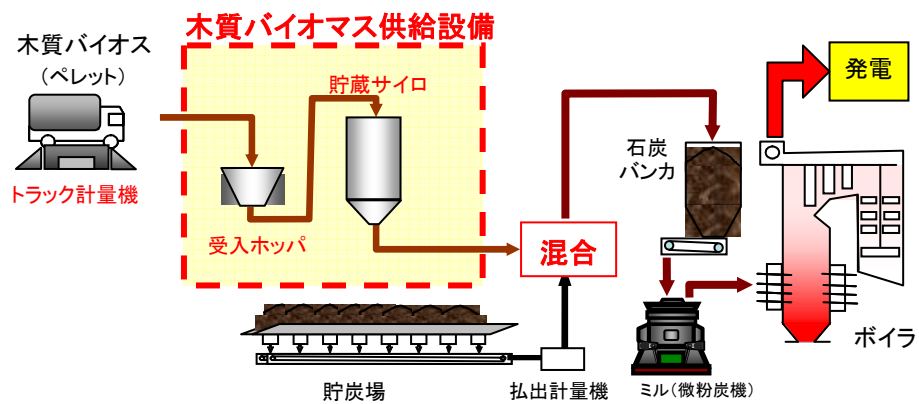 木質バイオマス供給設備
木質バイオス
(ペレット)
トラック計量機
貯蔵サイロ
受入ホッパ
混合
石炭
バンカ
発電
ボイラ
貯炭場
払出計量機
ミル(微粉炭機)